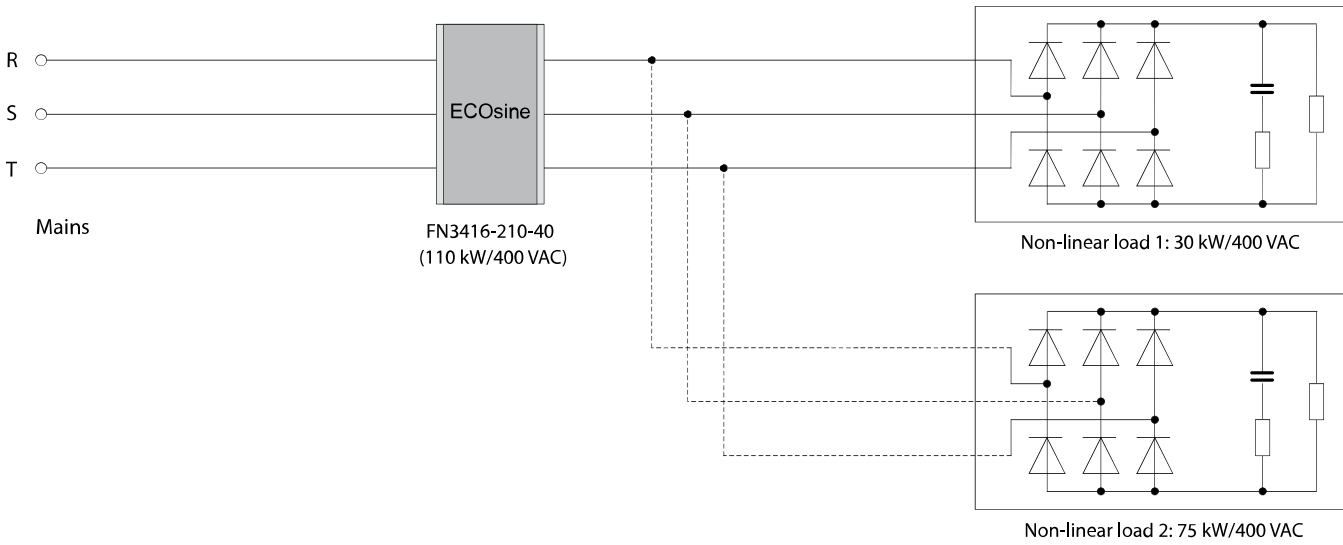 R
S
T
Mains
ECOsine
FN3416-210-40
(110 kW/400 VAC)
Non-linear load 1: 30 kW/400 VAC
Non-linear load 2: 75 kW/400 VAC